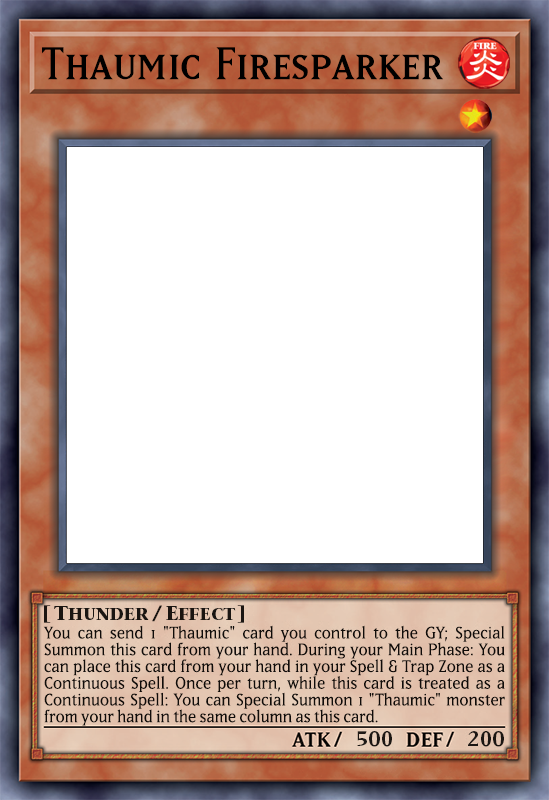 Thaumic Firesparker
FIRE
炎
[ Thunder / Effect ]
You can send 1 "Thaumic" card you control to the GY; Special
Summon this card from your hand. During your Main Phase: You
can place this card from your hand in your Spell & Trap Zone as a
Continuous Spell. Once per turn, while this card is treated as a
Continuous Spell: You can Special Summon 1 "Thaumic" monster
from your hand in the same column as this card.
ATK/ 500 DEF/ 200